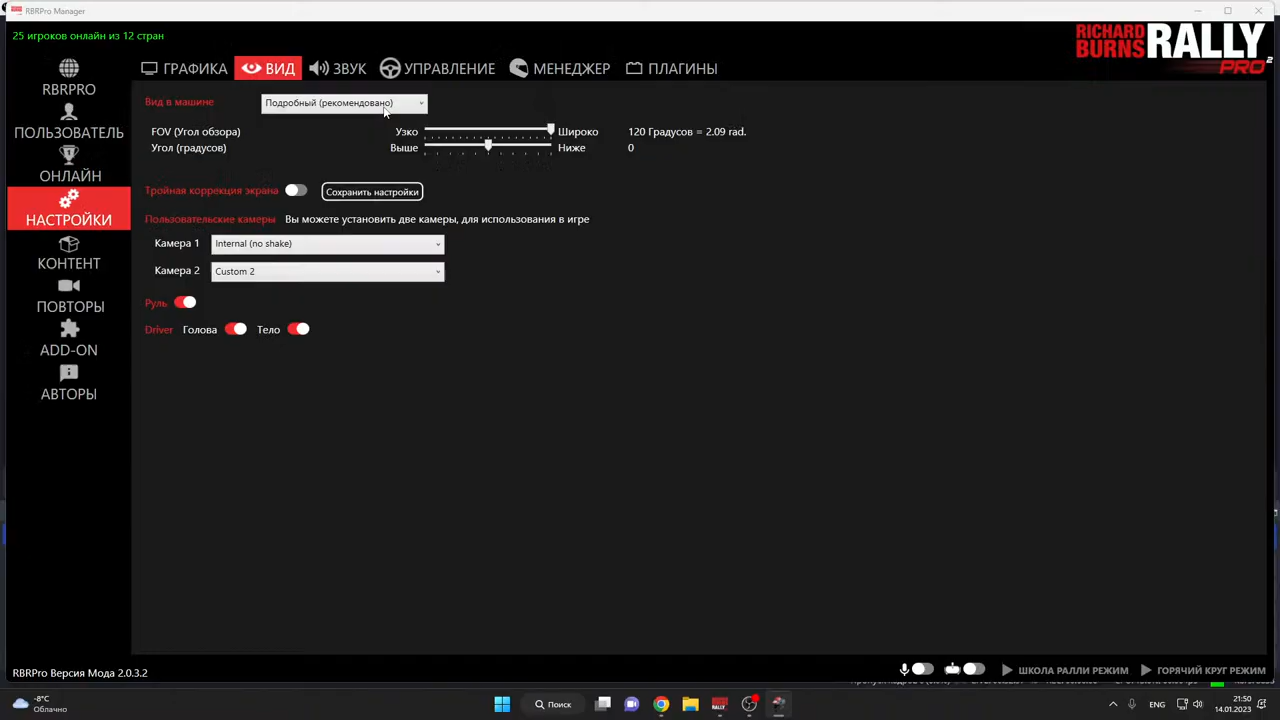 RBRPro Manager
25 игроков онлайн из 12 стран
RICHARD BURNS RALLY PRO 2
RBRPRO
ПОЛЬЗОВАТЕЛЬ
ОНЛАЙН
НАСТРОЙКИ
КОНТЕНТ
ПОВТОРЫ
ADD-ON
АВТОРЫ
ГРАФИКА ВИД ЗВУК УПРАВЛЕНИЕ МЕНЕДЖЕР ПЛАГИНЫ
Вид в машине Подробный (рекомендовано)
FOV (Угол обзора) Узко Широко 120 Градусов = 2.09 rad.
Угол (градусов) Выше Ниже 0
Тройная коррекция экрана Сохранить настройки
Пользовательские камеры Вы можете установить две камеры, для использования в игре
Камера 1 Internal (no shake)
Камера 2 Custom 2
Руль
Driver Голова Тело
RBRPro Версия Мода 2.0.3.2
ШКОЛА РАЛЛИ РЕЖИМ ГОРЯЧИЙ КРУГ РЕЖИМ
-8°C
Облачно
Поиск
ENG
21:50
14.01.2023